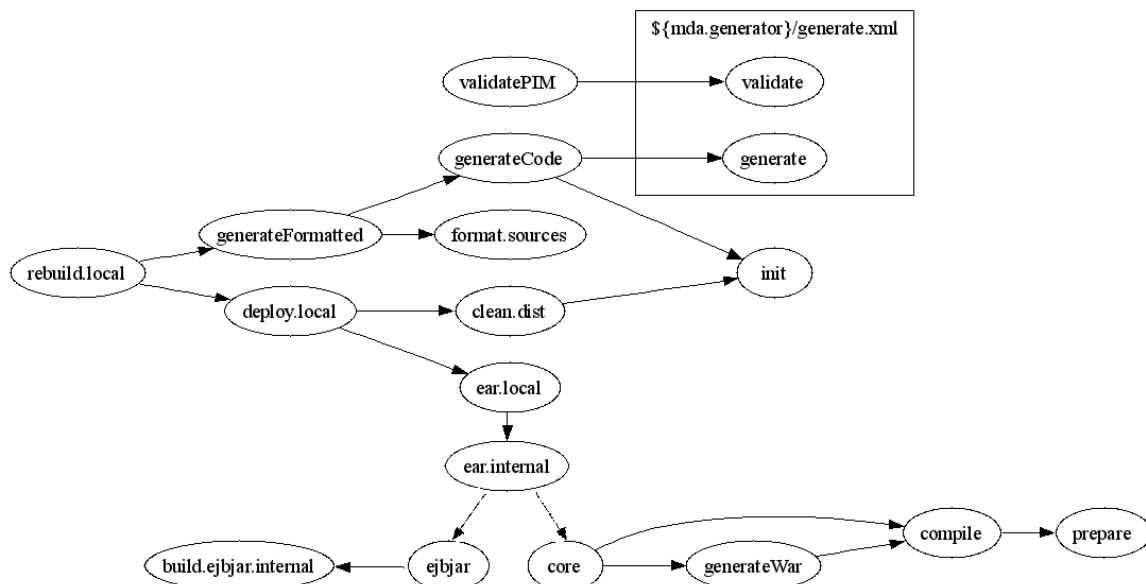 ${mda.generator}/generate.xml
validatePIM
validate
generateCode
generate
generateFormatted
format.sources
rebuild.local
init
deploy.local
clean.dist
ear.local
ear.internal
compile
prepare
build.ejbjar.internal
ejbjar
core
generateWar